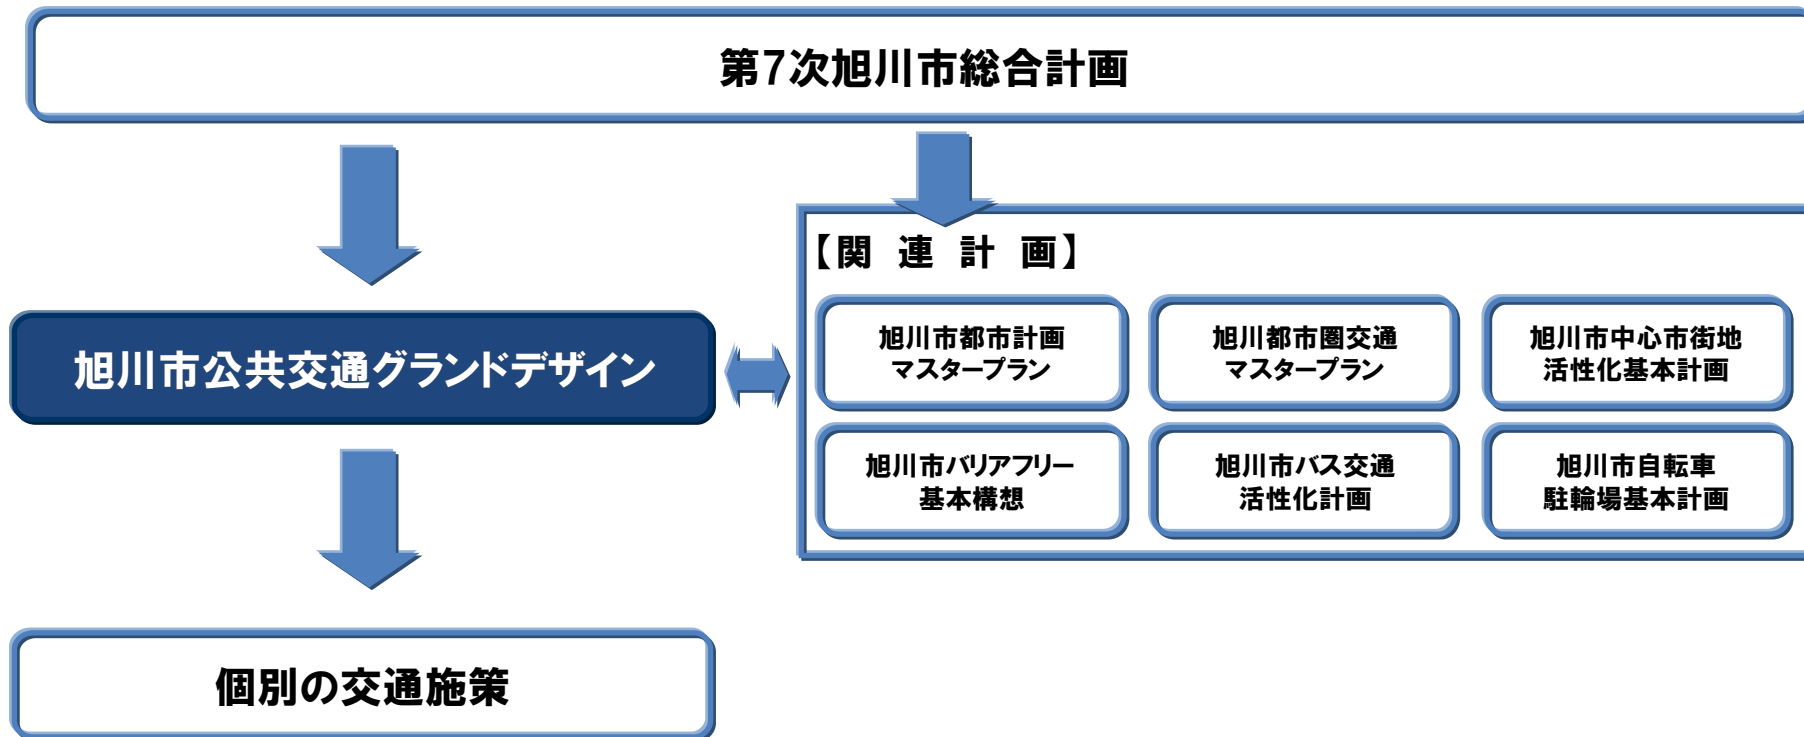 第7次旭川市総合計画
【関 連 計 画】
旭川市公共交通グランドデザイン
旭川市都市計画
マスタープラン
旭川都市圏交通
マスタープラン
旭川市中心市街地
活性化基本計画
旭川市バリアフリー
基本構想
旭川市バス交通
活性化計画
旭川市自転車
駐輪場基本計画
個別の交通施策